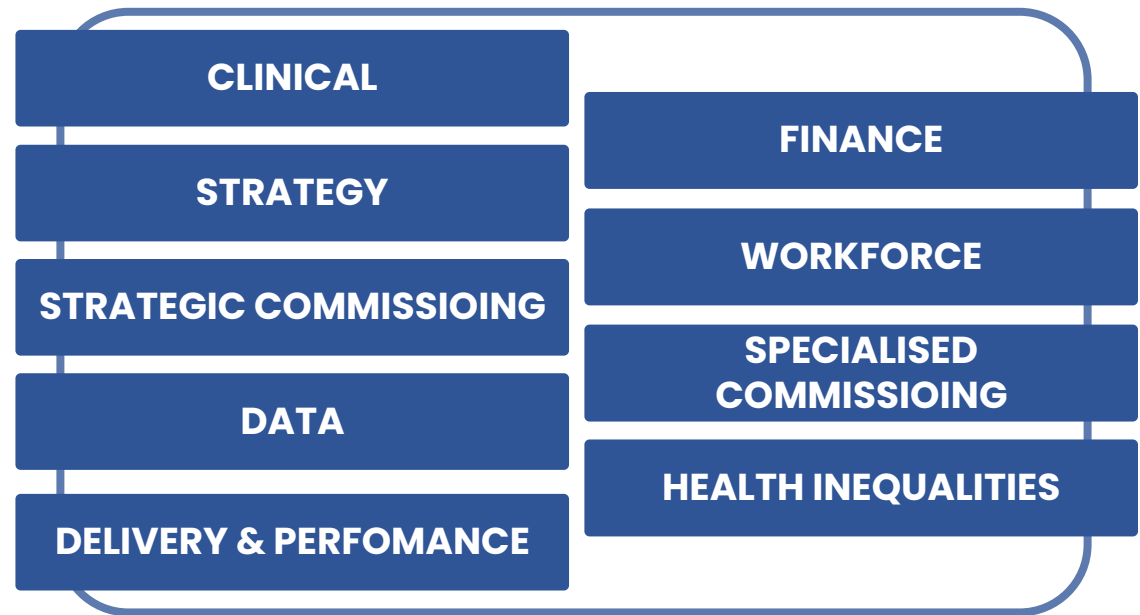 CLINICAL
STRATEGY
STRATEGIC COMMISSIOING
DATA
DELIVERY & PERFOMANCE
FINANCE
WORKFORCE
SPECIALISED
COMMISSIOING
HEALTH INEQUALITIES